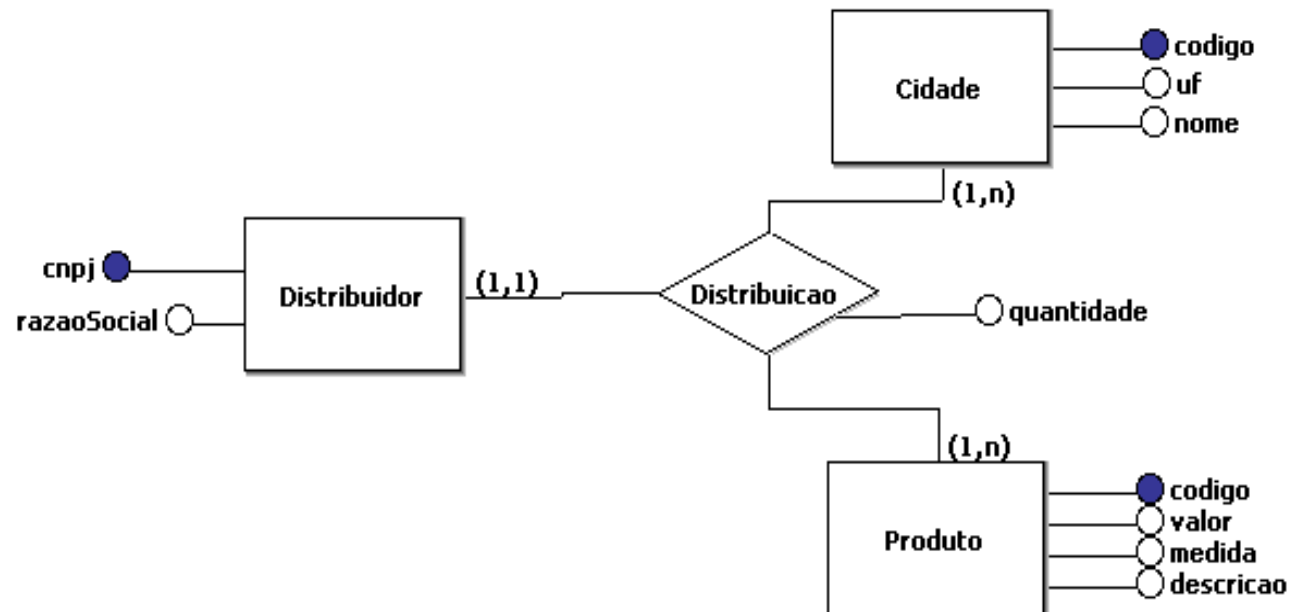 codigo
Cidade
uf
nome
(1,n)
cnpj
Distribuidor
(1,1)
Distribuicao
razaoSocial
quantidade
(1,n)
codigo
valor
Produto
medida
descricao